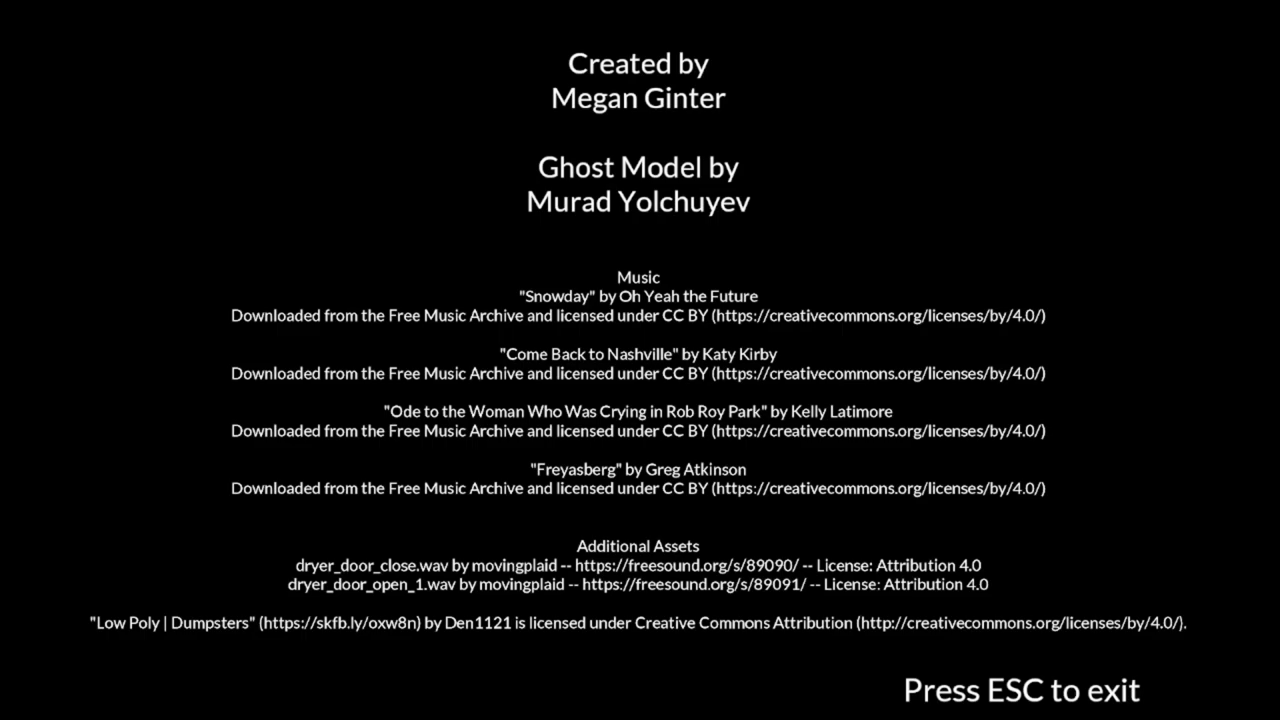 Created by
Megan Ginter
Ghost Model by
Murad Yolchuyev
Music
"Snowday" by Oh Yeah the Future
Downloaded from the Free Music Archive and licensed under CC BY (https://creativecommons.org/licenses/by/4.0/)
"Come Back to Nashville" by Katy Kirby
Downloaded from the Free Music Archive and licensed under CC BY (https://creativecommons.org/licenses/by/4.0/)
"Ode to the Woman Who Was Crying in Rob Roy Park" by Kelly Latimore
Downloaded from the Free Music Archive and licensed under CC BY (https://creativecommons.org/licenses/by/4.0/)
"Freyasberg" by Greg Atkinson
Downloaded from the Free Music Archive and licensed under CC BY (https://creativecommons.org/licenses/by/4.0/)
Additional Assets
dryer_door_close.wav by movingplaid -- https://freesound.org/s/89090/ -- License: Attribution 4.0
dryer_door_open_1.wav by movingplaid -- https://freesound.org/s/89091/ -- License: Attribution 4.0
"Low Poly | Dumpsters" (https://skfb.ly/oxw8n) by Den1121 is licensed under Creative Commons Attribution (http://creativecommons.org/licenses/by/4.0/).
Press ESC to exit